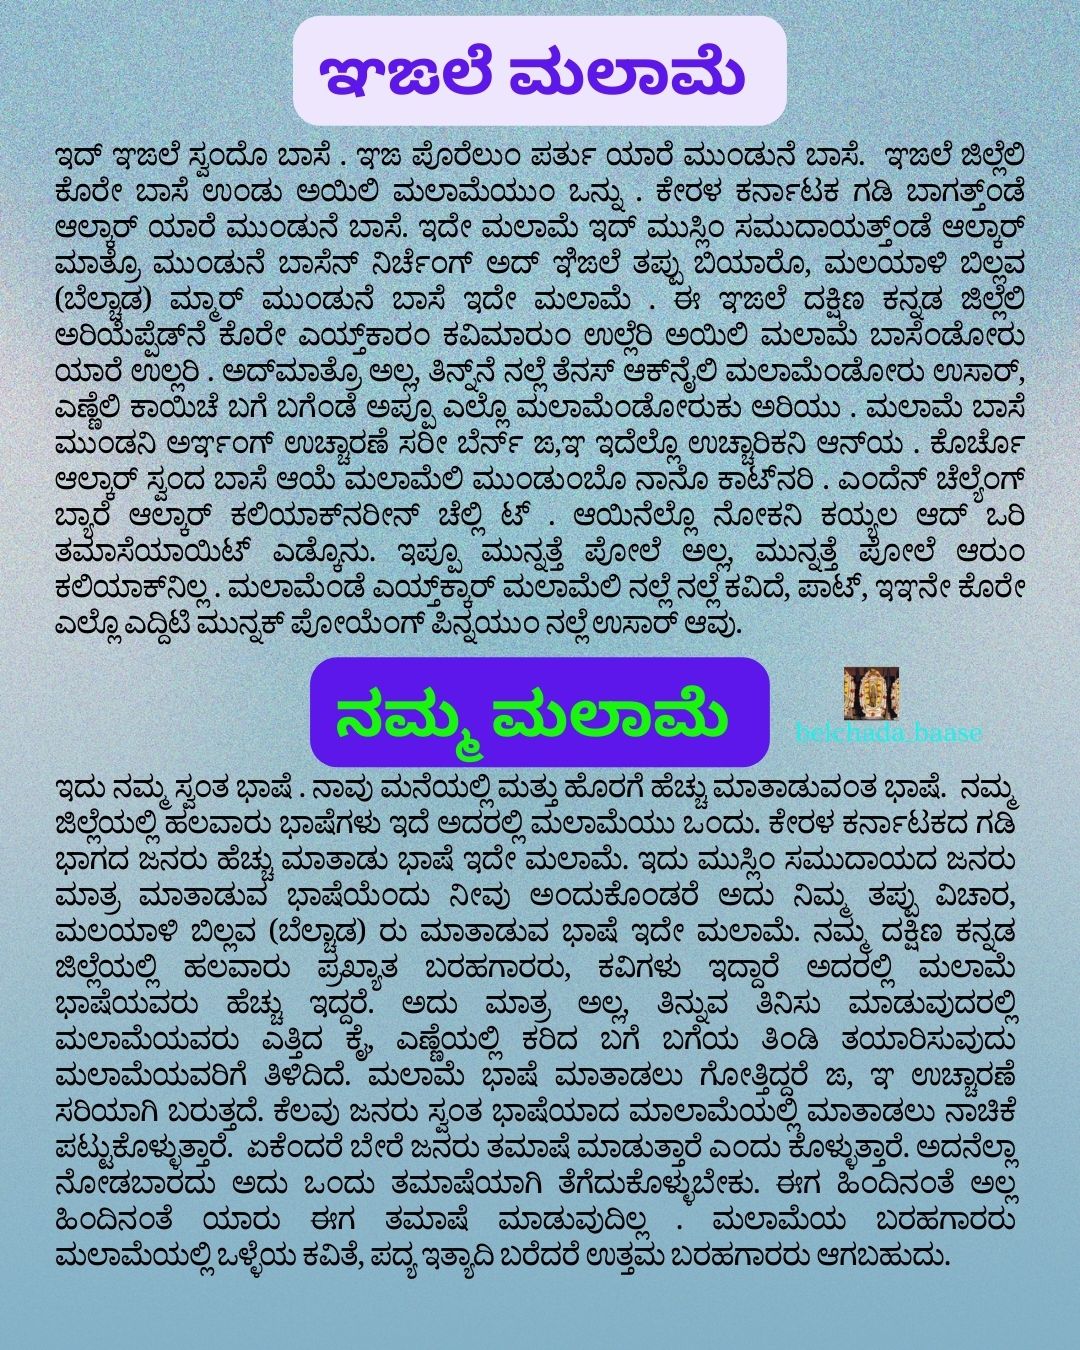 ಞಙಲೆ ಮಲಾಮೆ
ಇದ್ ಞಙಲೆ ಸ್ವಂದೊ ಬಾಸೆ . ಞಙ ಪೊರೆಲುಂ ಪರ್ತು ಯಾರೆ ಮುಂಡುನೆ ಬಾಸೆ. ಞಙಲೆ ಜಿಲ್ಲೆಲಿ
ಕೊರೇ ಬಾಸೆ ಉಂಡು ಅಯಿಲಿ ಮಲಾಮೆಯುಂ ಒನ್ನು . ಕೇರಳ ಕರ್ನಾಟಕ ಗಡಿ ಬಾಗತ್ತ್ಂಡೆ
ಆಲ್ಕಾರ್ ಯಾರೆ ಮುಂಡುನೆ ಬಾಸೆ. ಇದೇ ಮಲಾಮೆ ಇದ್ ಮುಸ್ಲಿಂ ಸಮುದಾಯತ್ತ್ಂಡೆ ಆಲ್ಕಾರ್
ಮಾತ್ರೊ ಮುಂಡುನೆ ಬಾಸೆನ್ ನಿರ್ಚೆಂಗ್ ಅದ್ ಞಿಙಲೆ ತಪ್ಪು ಬಿಯಾರೊ, ಮಲಯಾಳಿ ಬಿಲ್ಲವ
(ಬೆಲ್ಚಾಡ) ಮ್ಮಾರ್ ಮುಂಡುನೆ ಬಾಸೆ ಇದೇ ಮಲಾಮೆ . ಈ ಞಙಲೆ ದಕ್ಷಿಣ ಕನ್ನಡ ಜಿಲ್ಲೆಲಿ
ಅರಿಯೆಪ್ಪೆಡ್‌ನೆ ಕೊರೇ ಎಯ್ತ್‌ಕಾರಂ ಕವಿಮಾರುಂ ಉಲ್ಲೆರಿ ಅಯಿಲಿ ಮಲಾಮೆ ಬಾಸೆಂಡೋರು
ಯಾರೆ ಉಲ್ಲರಿ . ಅದ್‌ಮಾತ್ರೊ ಅಲ್ಲ, ತಿನ್ನ್‌ನೆ ನಲ್ಲೆ ತೆನಸ್ ಆಕ್‌ನೈಲಿ ಮಲಾಮೆಂಡೋರು ಉಸಾರ್,
ಎಣ್ಣೆಲಿ ಕಾಯಿಚೆ ಬಗೆ ಬಗೆಂಡೆ ಅಪ್ಪೂ ಎಲ್ಲೊ ಮಲಾಮೆಂಡೋರುಕು ಅರಿಯು . ಮಲಾಮೆ ಬಾಸೆ
ಮುಂಡನಿ ಅರ್ಞಂಗ್ ಉಚ್ಚಾರಣೆ ಸರೀ ಬೆರ್ನ್ ಙ,ಞ ಇದೆಲ್ಲೊ ಉಚ್ಚಾರಿಕನಿ ಆನ್‌ಯ . ಕೊರ್ಚೊ
ಆಲ್ಕಾರ್ ಸ್ವಂದ ಬಾಸೆ ಆಯೆ ಮಲಾಮೆಲಿ ಮುಂಡುಂಬೊ ನಾನೊ ಕಾಟ್‌ನರಿ . ಎಂದೆನ್ ಚೆಲ್ಯೆಂಗ್
ಬ್ಯಾರೆ ಆಲ್ಕಾರ್ ಕಲಿಯಾಕ್‌ನರೀನ್ ಚೆಲ್ಲಿ ಟ್ . ಆಯಿನೆಲ್ಲೊ ನೋಕನಿ ಕಯ್ಯಲ ಆದ್ ಒರಿ
ತಮಾಸೆಯಾಯಿಟ್ ಎಡ್ಕೊನು. ಇಪ್ಪೂ ಮುನ್ನತ್ತೆ ಪೋಲೆ ಅಲ್ಲ, ಮುನ್ನತ್ತೆ ಪೋಲೆ ಆರುಂ
ಕಲಿಯಾಕ್‌ನಿಲ್ಲ . ಮಲಾಮೆಂಡೆ ಎಯ್ತ್‌ಕ್ಕಾರ್ ಮಲಾಮೆಲಿ ನಲ್ಲೆ ನಲ್ಲೆ ಕವಿದೆ, ಪಾಟ್, ಇಞನೇ ಕೊರೇ
ಎಲ್ಲೊ ಎದ್ದಿಟಿ ಮುನ್ನಕ್ ಪೋಯೆಂಗ್ ಪಿನ್ನಯುಂ ನಲ್ಲೆ ಉಸಾರ್ ಆವು.
ನಮ್ಮ ಮಲಾಮೆ
belchada_baase
ಇದು ನಮ್ಮ ಸ್ವಂತ ಭಾಷೆ . ನಾವು ಮನೆಯಲ್ಲಿ ಮತ್ತು ಹೊರಗೆ ಹೆಚ್ಚು ಮಾತಾಡುವಂತ ಭಾಷೆ. ನಮ್ಮ
ಜಿಲ್ಲೆಯಲ್ಲಿ ಹಲವಾರು ಭಾಷೆಗಳು ಇದೆ ಅದರಲ್ಲಿ ಮಲಾಮೆಯು ಒಂದು. ಕೇರಳ ಕರ್ನಾಟಕದ ಗಡಿ
ಭಾಗದ ಜನರು ಹೆಚ್ಚು ಮಾತಾಡು ಭಾಷೆ ಇದೇ ಮಲಾಮೆ. ಇದು ಮುಸ್ಲಿಂ ಸಮುದಾಯದ ಜನರು
ಮಾತ್ರ ಮಾತಾಡುವ ಭಾಷೆಯೆಂದು ನೀವು ಅಂದುಕೊಂಡರೆ ಅದು ನಿಮ್ಮ ತಪ್ಪು ವಿಚಾರ,
ಮಲಯಾಳಿ ಬಿಲ್ಲವ (ಬೆಲ್ಚಾಡ) ರು ಮಾತಾಡುವ ಭಾಷೆ ಇದೇ ಮಲಾಮೆ. ನಮ್ಮ ದಕ್ಷಿಣ ಕನ್ನಡ
ಜಿಲ್ಲೆಯಲ್ಲಿ ಹಲವಾರು ಪ್ರಖ್ಯಾತ ಬರಹಗಾರರು, ಕವಿಗಳು ಇದ್ದಾರೆ ಅದರಲ್ಲಿ ಮಲಾಮೆ
ಭಾಷೆಯವರು ಹೆಚ್ಚು ಇದ್ದರೆ. ಅದು ಮಾತ್ರ ಅಲ್ಲ, ತಿನ್ನುವ ತಿನಿಸು ಮಾಡುವುದರಲ್ಲಿ
ಮಲಾಮೆಯವರು ಎತ್ತಿದ ಕೈ, ಎಣ್ಣೆಯಲ್ಲಿ ಕರಿದ ಬಗೆ ಬಗೆಯ ತಿಂಡಿ ತಯಾರಿಸುವುದು
ಮಲಾಮೆಯವರಿಗೆ ತಿಳಿದಿದೆ. ಮಲಾಮೆ ಭಾಷೆ ಮಾತಾಡಲು ಗೋತ್ತಿದ್ದರೆ ಙ, ಞ ಉಚ್ಚಾರಣೆ
ಸರಿಯಾಗಿ ಬರುತ್ತದೆ. ಕೆಲವು ಜನರು ಸ್ವಂತ ಭಾಷೆಯಾದ ಮಾಲಾಮೆಯಲ್ಲಿ ಮಾತಾಡಲು ನಾಚಿಕೆ
ಪಟ್ಟುಕೊಳ್ಳುತ್ತಾರೆ. ಏಕೆಂದರೆ ಬೇರೆ ಜನರು ತಮಾಷೆ ಮಾಡುತ್ತಾರೆ ಎಂದು ಕೊಳ್ಳುತ್ತಾರೆ. ಅದನೆಲ್ಲಾ
ನೋಡಬಾರದು ಅದು ಒಂದು ತಮಾಷೆಯಾಗಿ ತೆಗೆದುಕೊಳ್ಳುಬೇಕು. ಈಗ ಹಿಂದಿನಂತೆ ಅಲ್ಲ
ಹಿಂದಿನಂತೆ ಯಾರು ಈಗ ತಮಾಷೆ ಮಾಡುವುದಿಲ್ಲ . ಮಲಾಮೆಯ ಬರಹಗಾರರು
ಮಲಾಮೆಯಲ್ಲಿ ಒಳ್ಳೆಯ ಕವಿತೆ, ಪದ್ಯ ಇತ್ಯಾದಿ ಬರೆದರೆ ಉತ್ತಮ ಬರಹಗಾರರು ಆಗಬಹುದು.